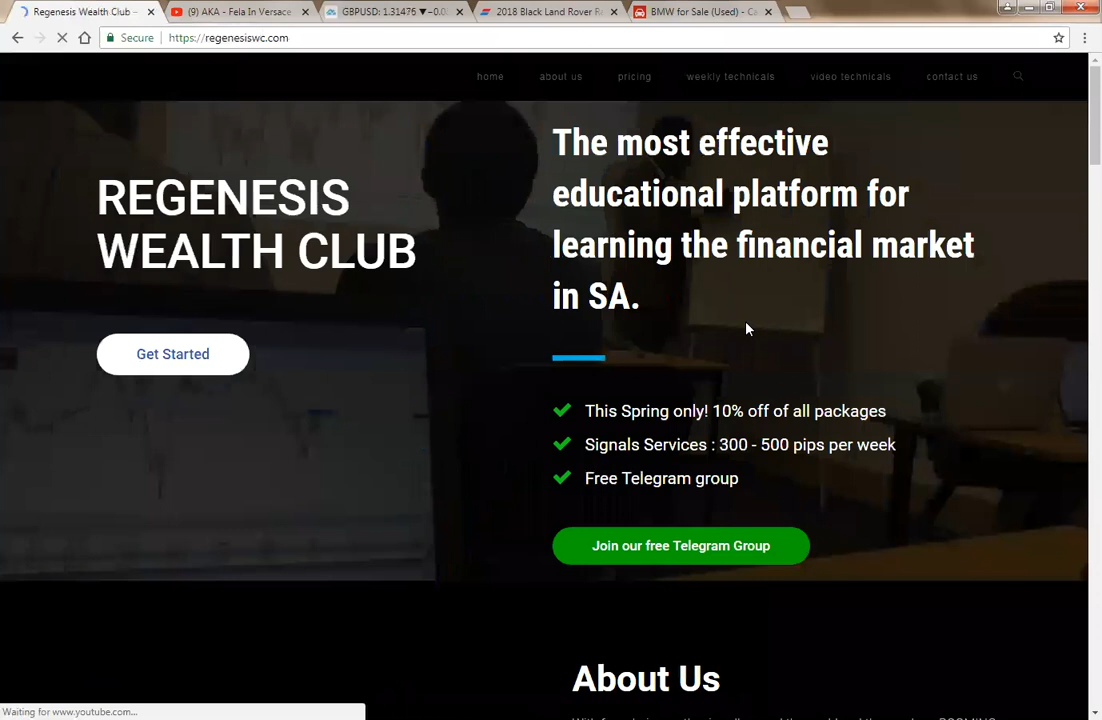 Regenesis Wealth Club –
(9) AKA - Fela In Versace
GBPUSD: 1.31475 ▼−0.0
2018 Black Land Rover R
BMW for Sale (Used) - C
Secure
https://regenesiswc.com
home
about us
pricing
weekly technicals
video technicals
contact us
REGENESIS
WEALTH CLUB
Get Started
The most effective
educational platform for
learning the financial market
in SA.
This Spring only! 10% off of all packages
Signals Services : 300 - 500 pips per week
Free Telegram group
Join our free Telegram Group
About Us
Waiting for www.youtube.com...